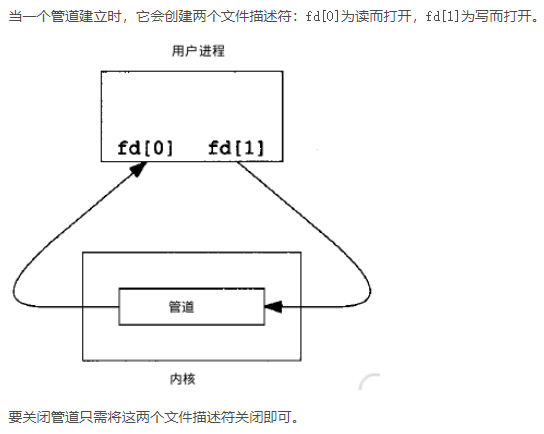 当一个管道建立时，它会创建两个文件描述符：fd[0]为读而打开，fd[1]为写而打开。
用户进程
fd[0] fd[1]
管道
内核
要关闭管道只需将这两个文件描述符关闭即可。